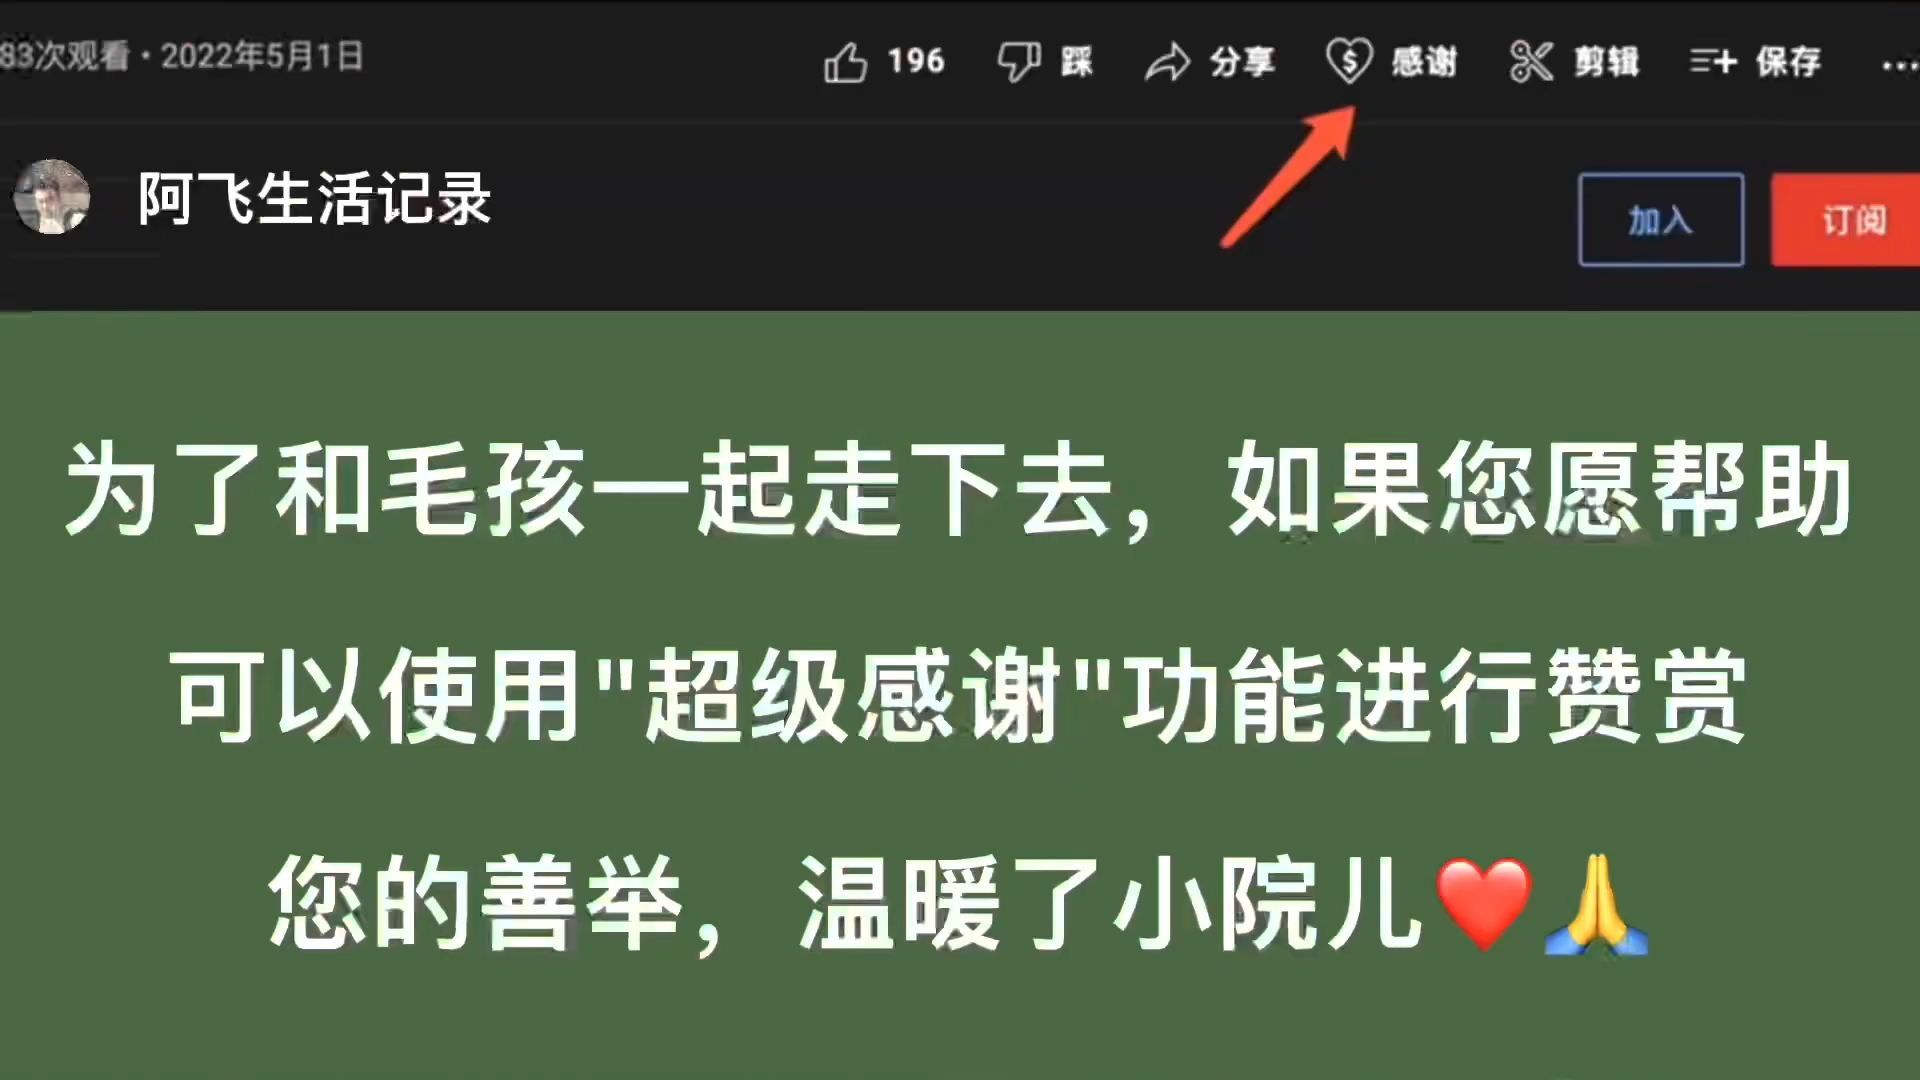 83次观看・2022年5月1日
196 踩 分享 感谢 剪辑 保存 ...
阿飞生活记录
加入 订阅
为了和毛孩一起走下去，如果您愿帮助
可以使用"超级感谢"功能进行赞赏
您的善举，温暖了小院儿❤️🙏